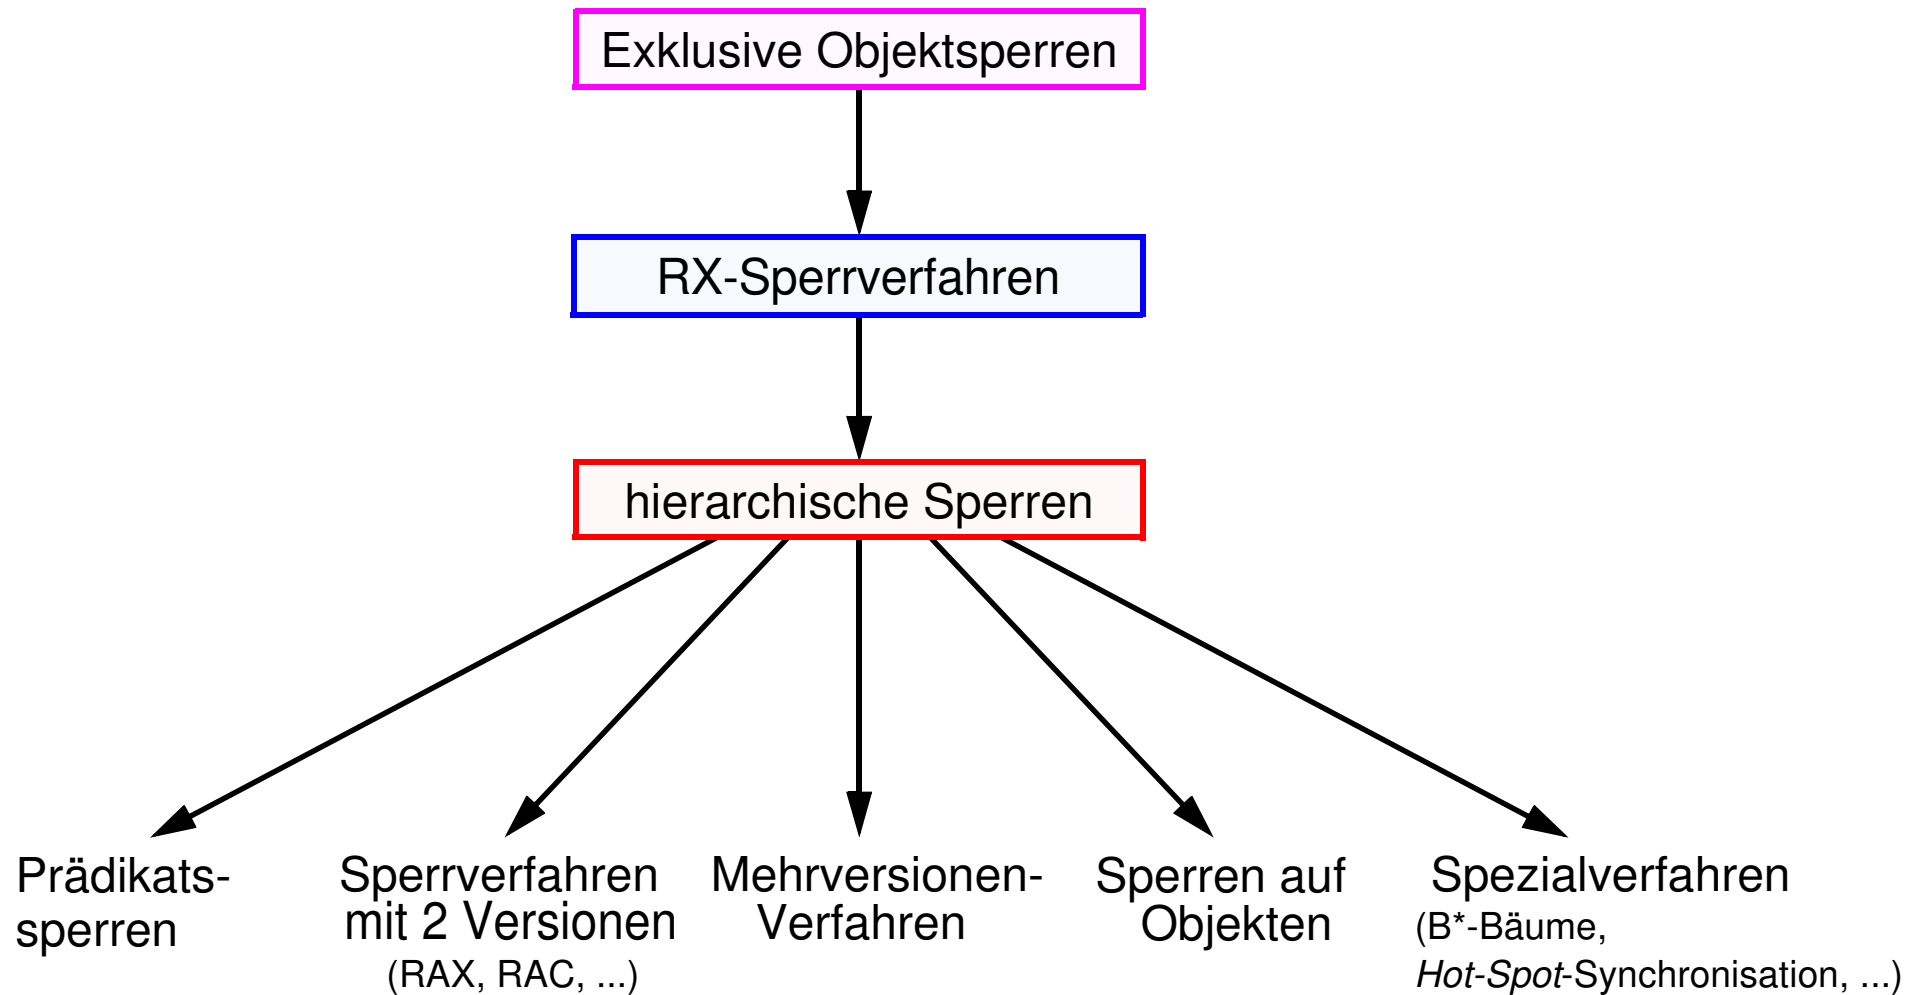 Exklusive Objektsperren
RX-Sperrverfahren
hierarchische Sperren
Prädikats-
sperren
Sperrverfahren
mit 2 Versionen
(RAX, RAC, ...)
Mehrversionen-
Verfahren
Sperren auf
Objekten
Spezialverfahren
(B*-Bäume,
Hot-Spot-Synchronisation, ...)